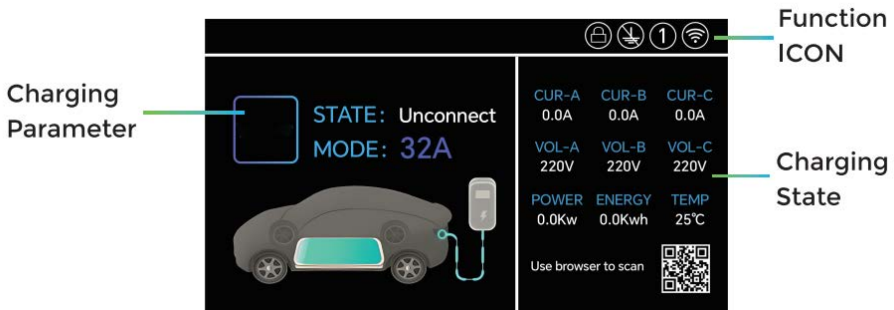 Function
ICON
1
Charging
Parameter
STATE: Unconnect
MODE: 32A
CUR-A CUR-B CUR-C
0.0A 0.0A 0.0A
VOL-A VOL-B VOL-C
220V 220V 220V
POWER ENERGY TEMP
0.0Kw 0.0Kwh 25℃
Use browser to scan
Charging
State